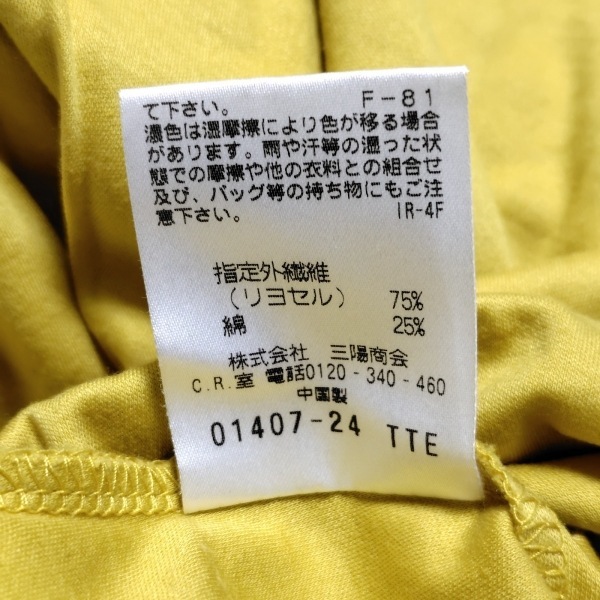 て下さい。 F-81
濃色は湿摩擦により色が移る場合
があります。雨や汗等の湿った状
態での摩擦や他の衣料との組合せ
及び、バッグ等の持ち物にもご注
意下さい。 IR-4F
指定外繊維
(リヨセル) 75%
綿 25%
株式会社 三陽商会
C.R.室 電話0120-340-460
中国製
01407-24 TTE